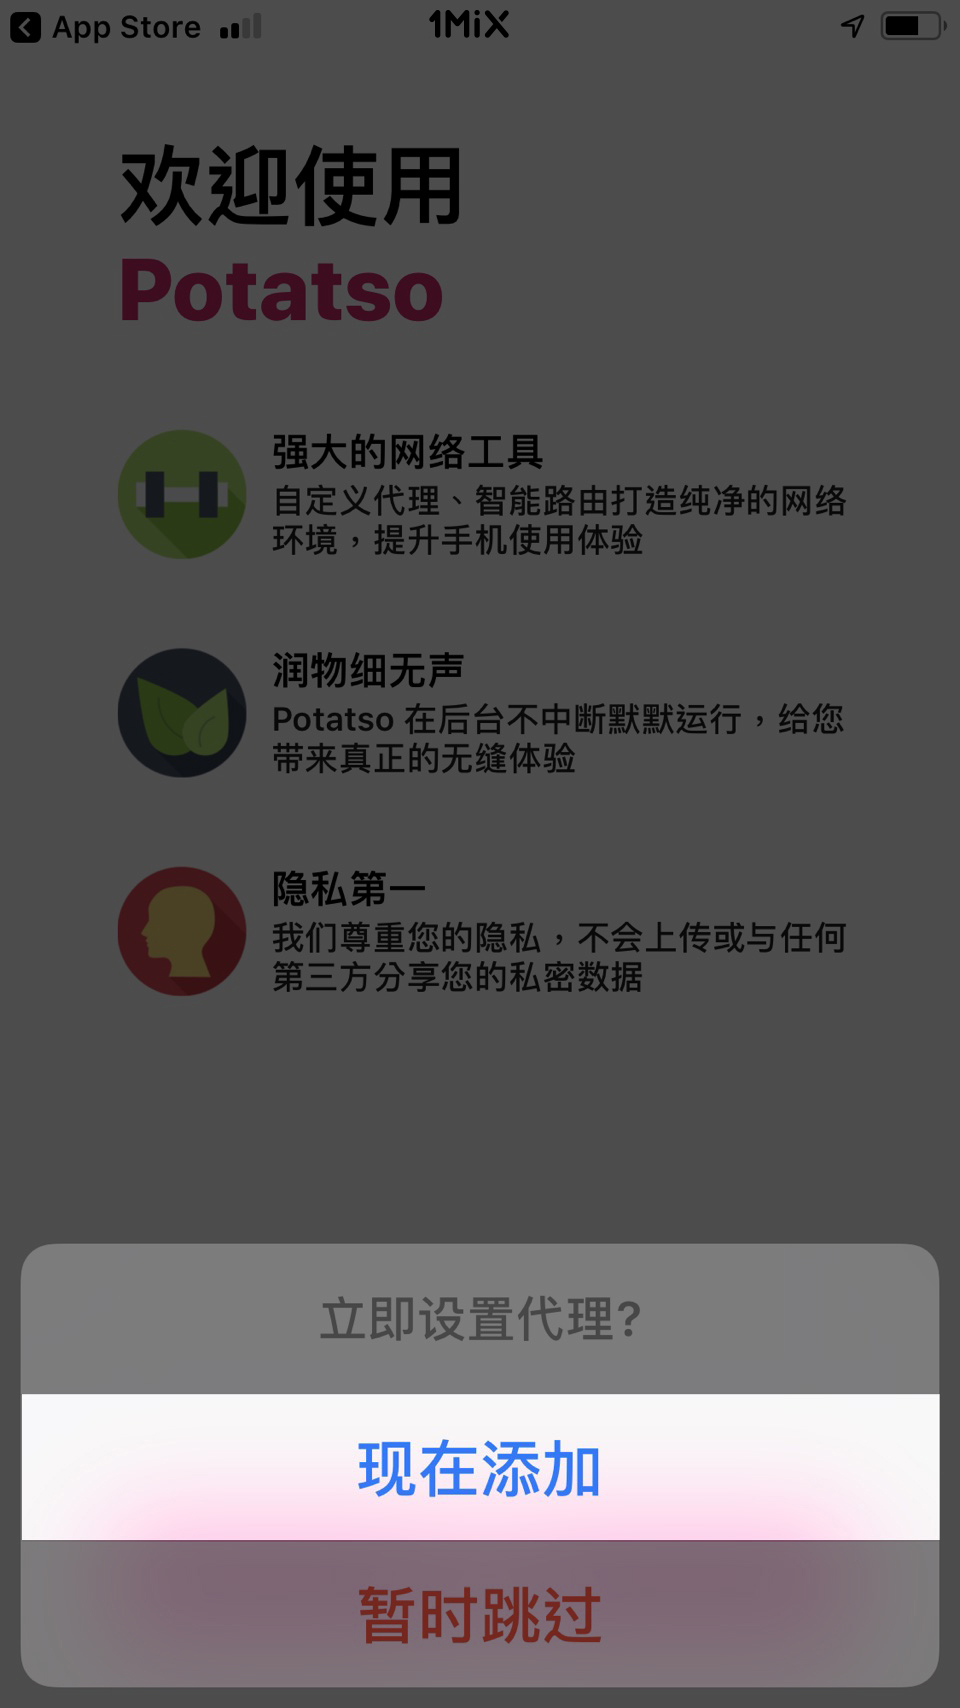 App Store
1MiX
欢迎使用
Potatso
强大的网络工具
自定义代理、智能路由打造纯净的网络
环境，提升手机使用体验
润物细无声
Potatso 在后台不中断默默运行，给您
带来真正的无缝体验
隐私第一
我们尊重您的隐私，不会上传或与任何
第三方分享您的私密数据
立即设置代理?
现在添加
暂时跳过